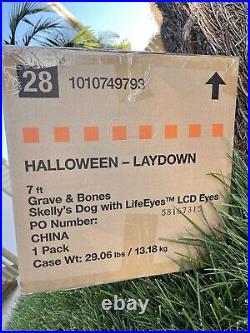 28 1010749793
HALLOWEEN – LAYDOWN
7 ft
Grave & Bones
Skelly's Dog with LifeEyes™ LCD Eyes
PO Number: 58167315
CHINA
1 Pack
Case Wt: 29.06 lbs / 13.18 kg